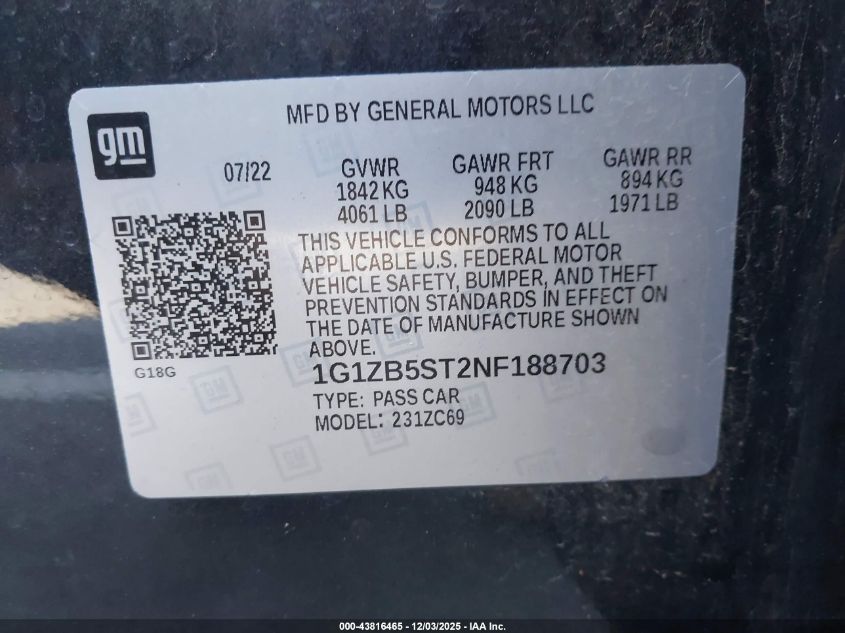 MFD BY GENERAL MOTORS LLC
gm
07/22
GVWR
1842 KG
4061 LB
GAWR FRT
948 KG
2090 LB
GAWR RR
894 KG
1971 LB
THIS VEHICLE CONFORMS TO ALL
APPLICABLE U.S. FEDERAL MOTOR
VEHICLE SAFETY, BUMPER, AND THEFT
PREVENTION STANDARDS IN EFFECT ON
THE DATE OF MANUFACTURE SHOWN
ABOVE.
G18G
1G1ZB5ST2NF188703
TYPE: PASS CAR
MODEL: 231ZC69
000-43816465 - 12/03/2025 - IAA Inc.